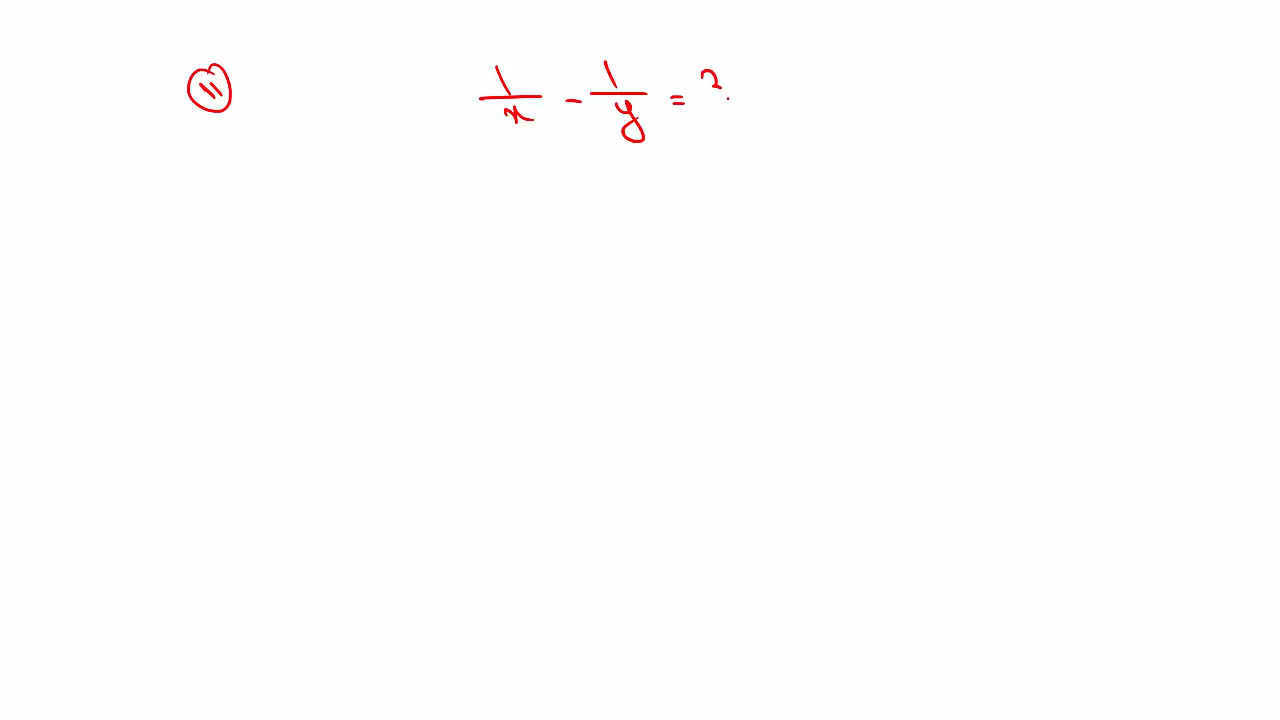 ⑪ 1/x - 1/y = ?